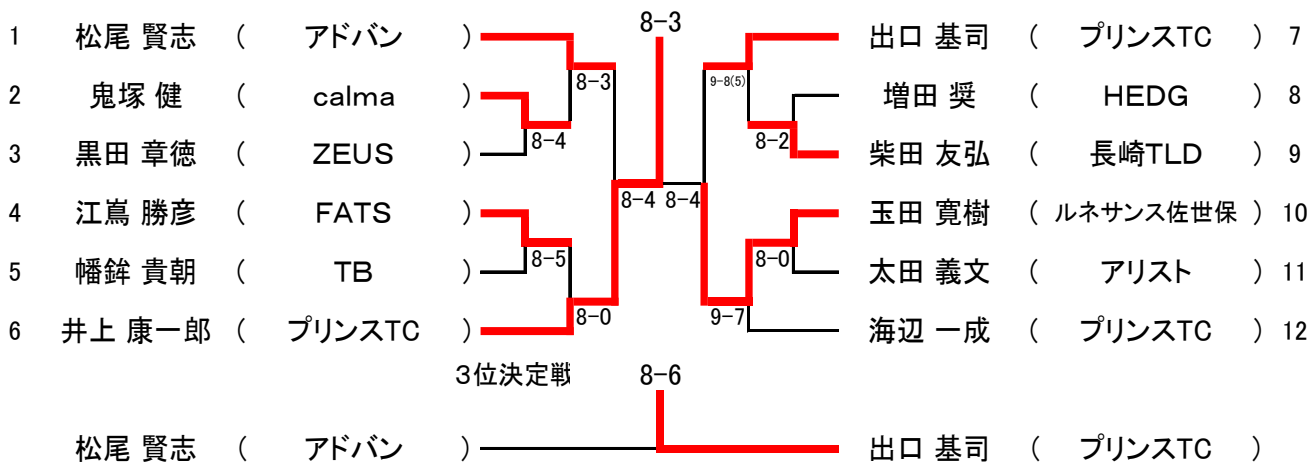 8-3
1 松尾 賢志 ( アドバン ) 出口 基司 ( プリンスTC ) 7
8-3 9-8(5)
2 鬼塚 健 ( calma ) 増田 奨 ( HEDG ) 8
8-4 8-2
3 黒田 章徳 ( ZEUS ) 柴田 友弘 ( 長崎TLD ) 9
8-4 8-4
4 江嶌 勝彦 ( FATS ) 玉田 寛樹 ( ルネサンス佐世保 ) 10
8-5 8-0
5 幡鉾 貴朝 ( TB ) 太田 義文 ( アリスト ) 11
8-0 9-7
6 井上 康一郎 ( プリンスTC ) 海辺 一成 ( プリンスTC ) 12
3位決定戦 8-6
松尾 賢志 ( アドバン ) 出口 基司 ( プリンスTC )